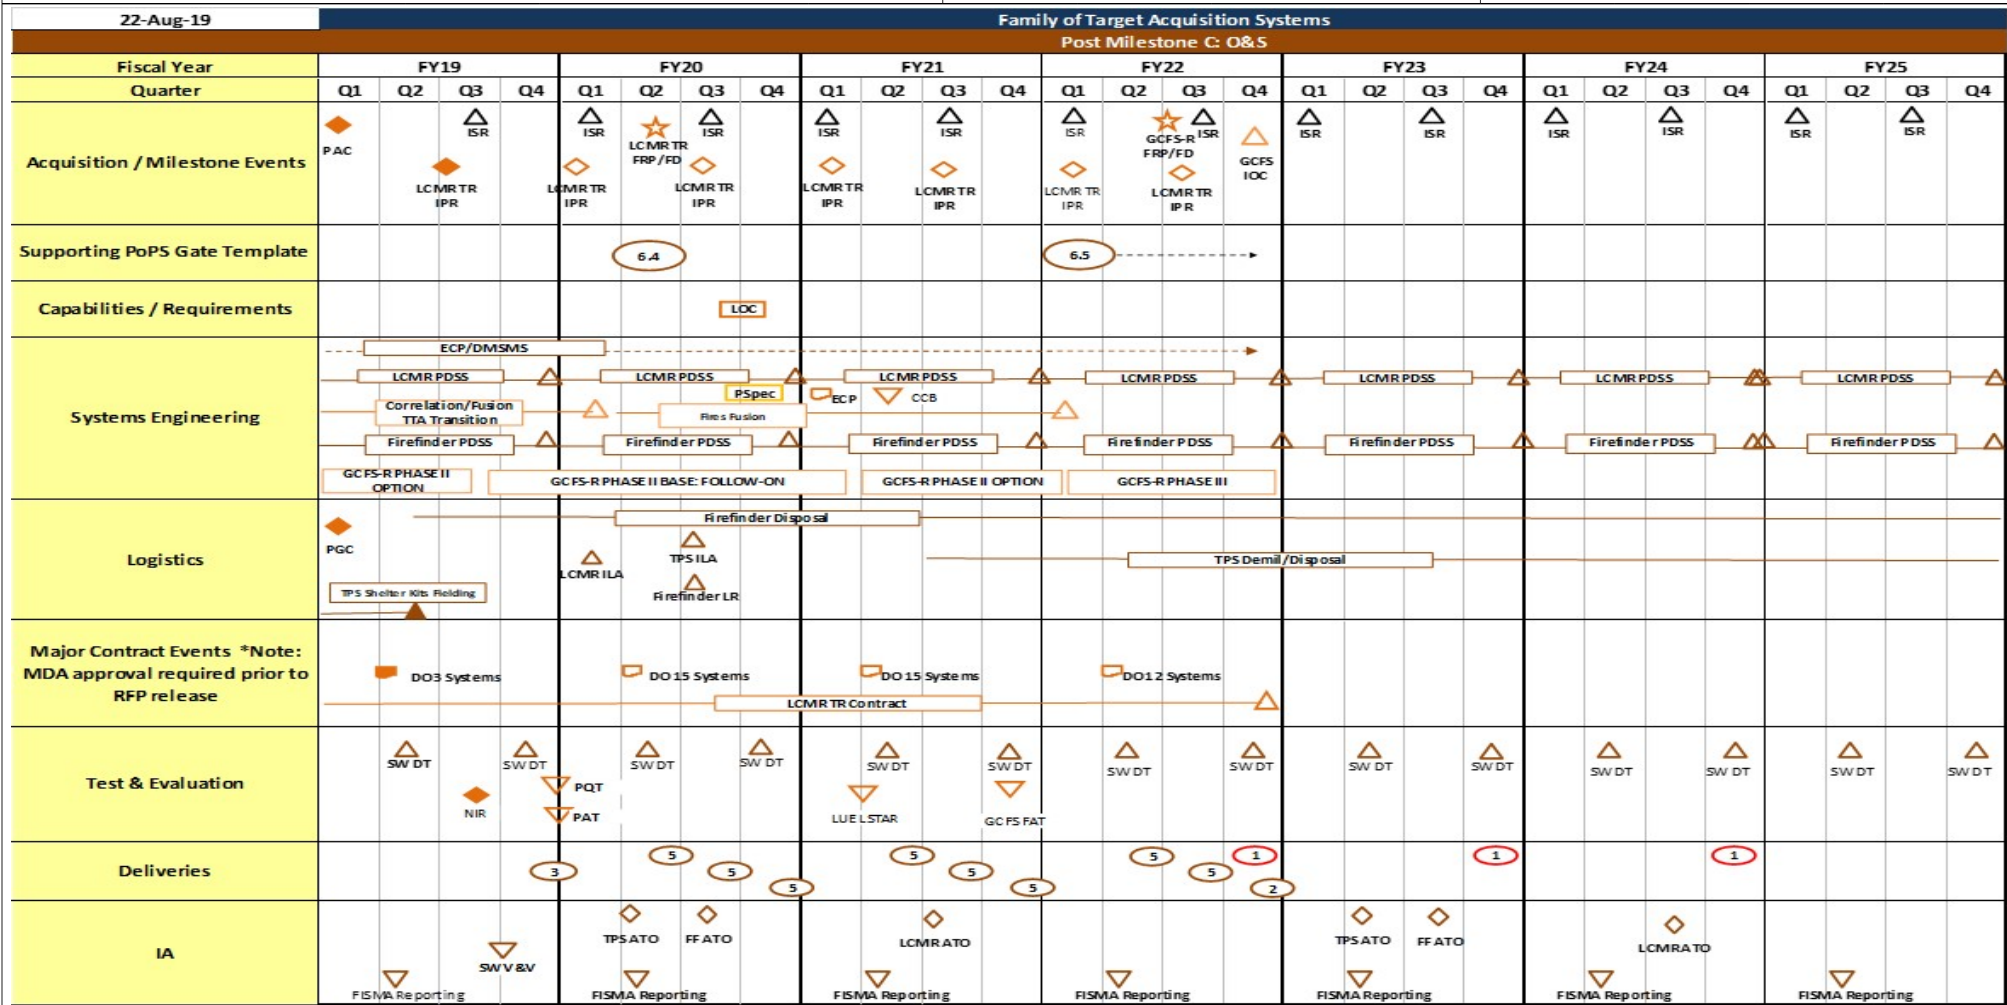 22-Aug-19
Family of Target Acquisition Systems
Post Milestone C: O&S
Fiscal Year FY19 FY20 FY21 FY22 FY23 FY24 FY25
Quarter Q1 Q2 Q3 Q4 Q1 Q2 Q3 Q4 Q1 Q2 Q3 Q4 Q1 Q2 Q3 Q4 Q1 Q2 Q3 Q4 Q1 Q2 Q3 Q4 Q1 Q2 Q3 Q4
Acquisition / Milestone Events
PAC
ISR ISR ISR ISR ISR ISR ISR ISR ISR ISR ISR ISR ISR
LCMR TR
FRP/FD
GCFS-R
FRP/FD
GCFS
IOC
LCMR TR
IPR
LCMR TR
IPR
LCMR TR
IPR
LCMR TR
IPR
LCMR TR
IPR
LCMR TR
IPR
LCMR TR
IPR
Supporting PoPS Gate Template
6.4
6.5
Capabilities / Requirements
LOC
Systems Engineering
ECP/DMSMS
LCMR PDSS LCMR PDSS LCMR PDSS LCMR PDSS LCMR PDSS LCMR PDSS LCMR PDSS
PSpec
ECP
CCB
Correlation/Fusion
TTA Transition
Fires Fusion
Firefinder PDSS Firefinder PDSS Firefinder PDSS Firefinder PDSS Firefinder PDSS Firefinder PDSS Firefinder PDSS
GCFS-R PHASE II
OPTION
GCFS-R PHASE II BASE: FOLLOW-ON
GCFS-R PHASE II OPTION
GCFS-R PHASE III
Logistics
Firefinder Disposal
PGC
LCMR ILA
TPS ILA
Firefinder LR
TPS Demil/Disposal
TPS Shelter Kits Fielding
Major Contract Events *Note:
MDA approval required prior to
RFP release
DO3 Systems
DO 15 Systems
DO 15 Systems
DO12 Systems
LCMR TR Contract
Test & Evaluation
SW DT SW DT SW DT SW DT SW DT SW DT SW DT SW DT SW DT SW DT SW DT SW DT SW DT SW DT
NIR
PQT
PAT
LUE LSTAR
GCFS FAT
Deliveries
3 5 5 5 5 5 5 5 5 1 2 1 1
IA
TPS ATO
FF ATO
LCMR ATO
TPS ATO
FF ATO
LCMR ATO
SW V&V
FISMA Reporting FISMA Reporting FISMA Reporting FISMA Reporting FISMA Reporting FISMA Reporting FISMA Reporting